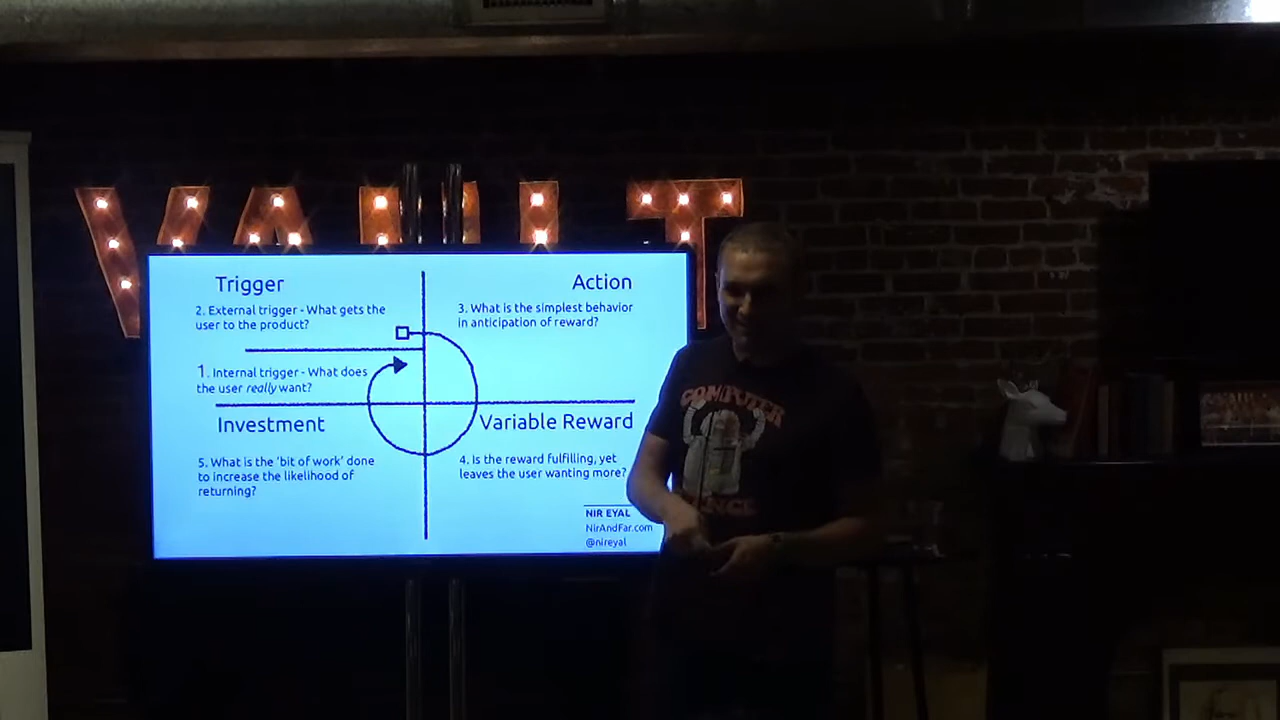 VAULT
Trigger
2. External trigger - What gets the
user to the product?
1. Internal trigger - What does
the user really want?
Action
3. What is the simplest behavior
in anticipation of reward?
Investment
5. What is the 'bit of work' done
to increase the likelihood of
returning?
Variable Reward
4. Is the reward fulfilling, yet
leaves the user wanting more?
NIR EYAL
NirAndFar.com
@nireyal
COMPUTER